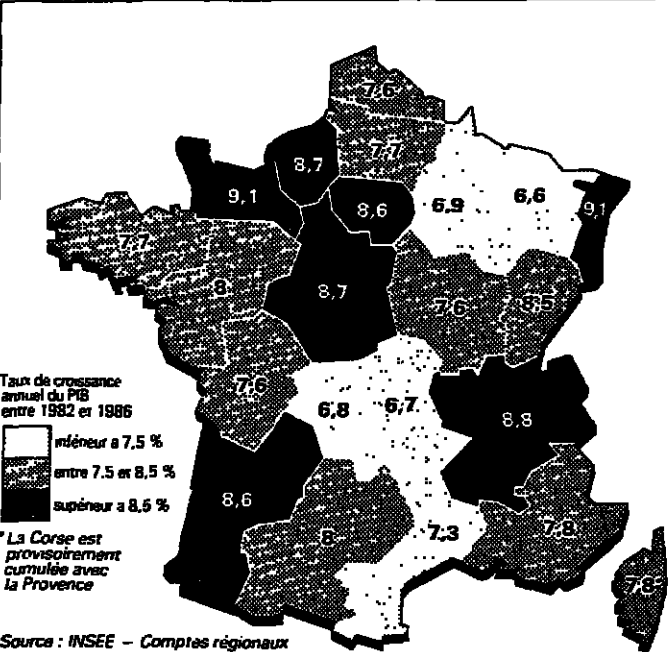 7,6
7,7
8,7
9,1
8,6
6,9
6,6
9,1
7,7
8
8,7
7,6
8,5
7,6
6,8
6,7
8,8
8,6
8
7,3
7,8
7,8
Taux de croissance
annuel du PIB
entre 1982 et 1986
inférieur a 7,5 %
entre 7.5 et 8,5 %
supérieur a 8,5 %
* La Corse est
provisoirement
cumulée avec
la Provence
Source : INSEE – Comptes régionaux